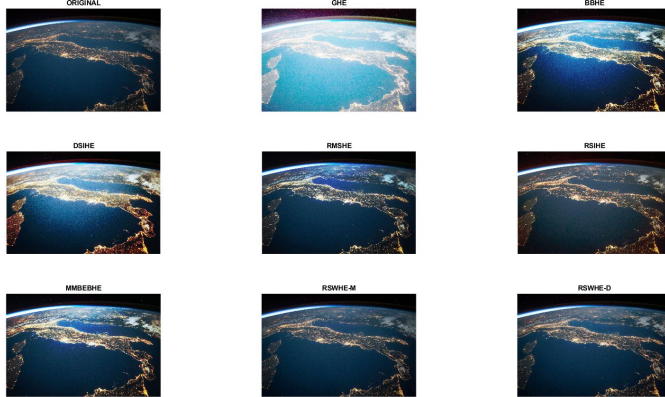 ORIGINAL
GHE
BBHE
DSIHE
RMSHE
RSIHE
MMBEBHE
RSWHE-M
RSWHE-D